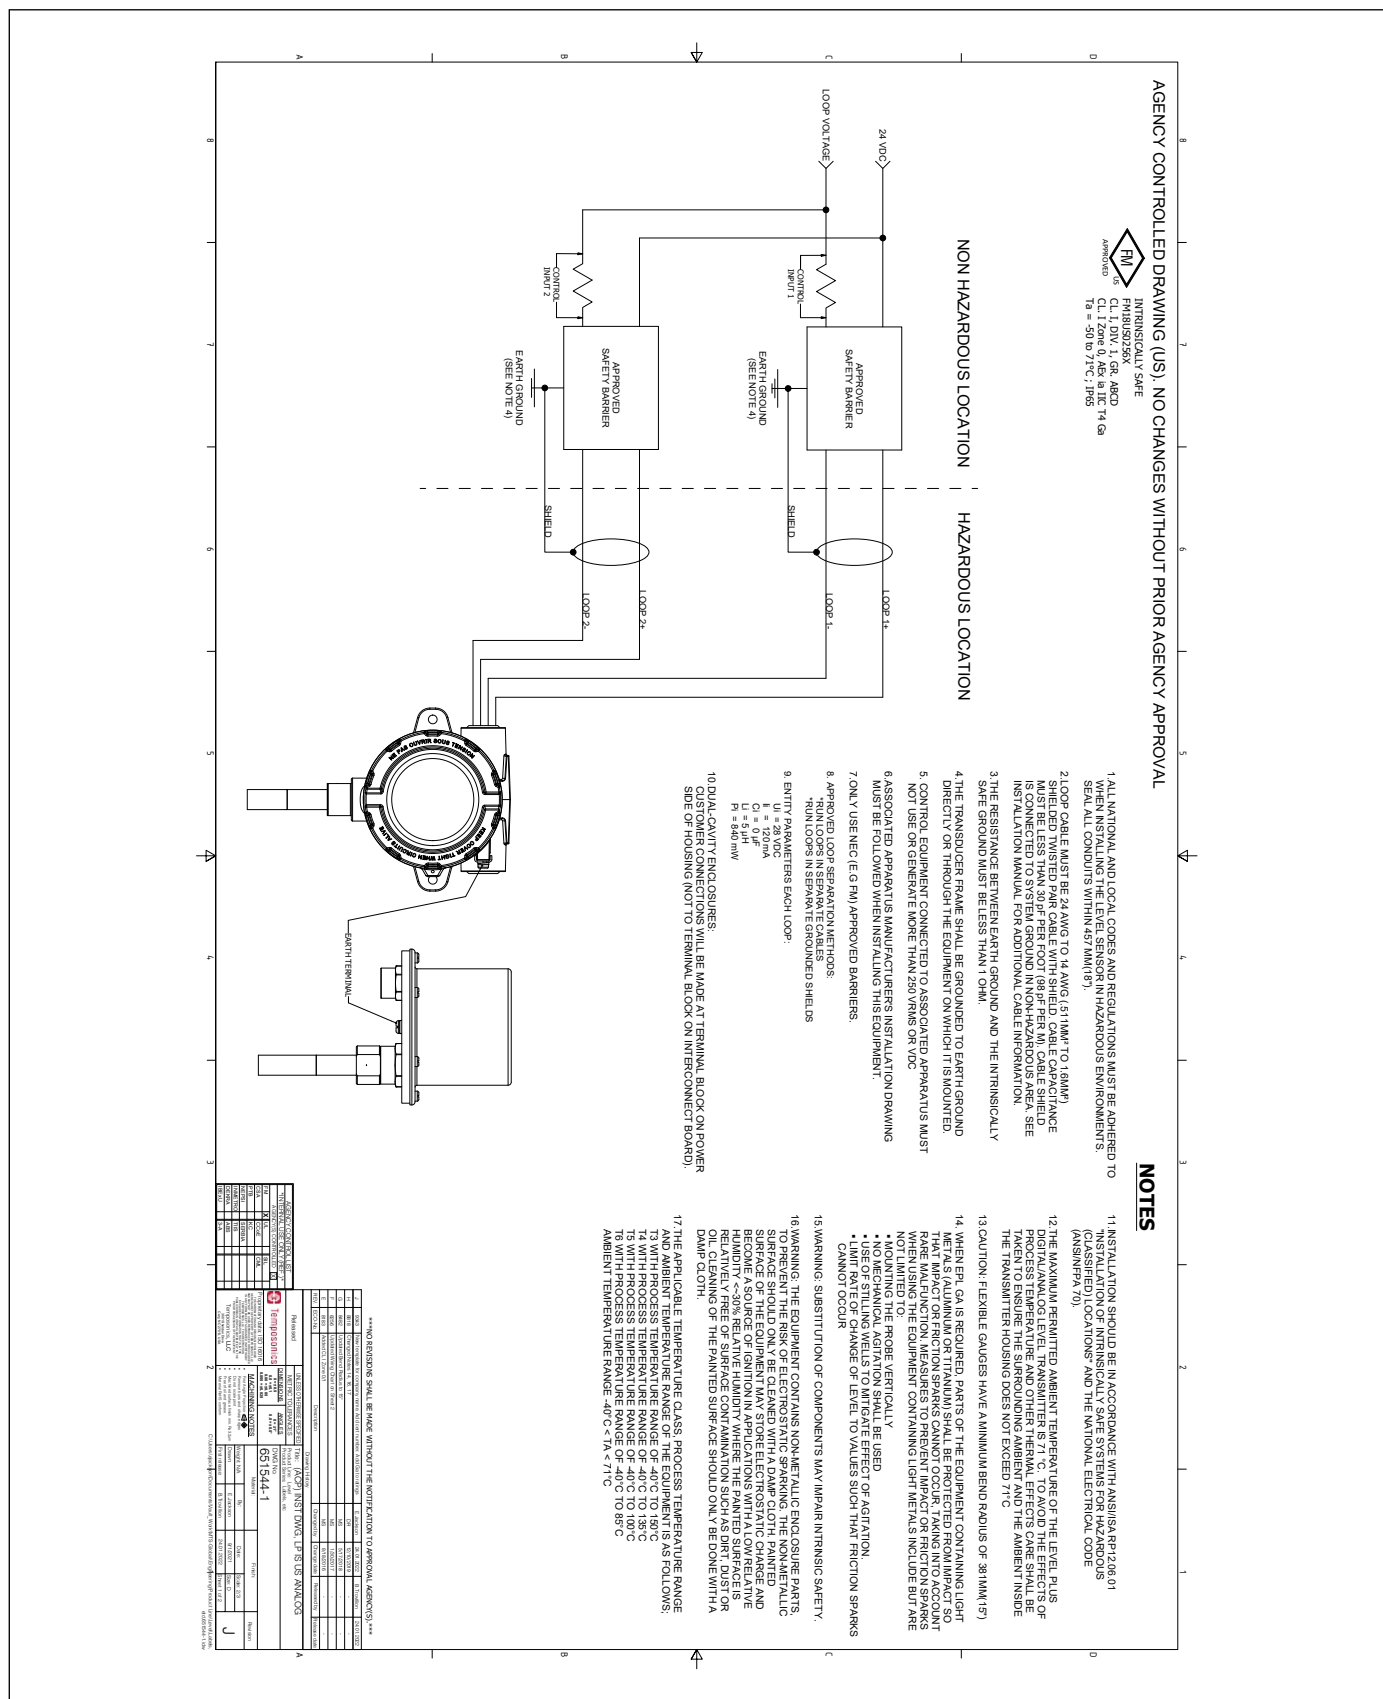 AGENCY CONTROLLED DRAWING (US). NO CHANGES WITHOUT PRIOR AGENCY APPROVAL
FM
APPROVED
US
INTRINSICALLY SAFE
FM18US0256X
CL. I, DIV. 1, GR. ABCD
CL. I Zone 0, AEx ia IIC T4 Ga
Ta = -50 to 71°C ; IP65
NON HAZARDOUS LOCATION
HAZARDOUS LOCATION
24 VDC
LOOP VOLTAGE
CONTROL
INPUT 1
APPROVED
SAFETY BARRIER
EARTH GROUND
(SEE NOTE 4)
SHIELD
LOOP 1+
LOOP 1-
CONTROL
INPUT 2
APPROVED
SAFETY BARRIER
EARTH GROUND
(SEE NOTE 4)
SHIELD
LOOP 2+
LOOP 2-
NE PAS OUVRIR SOUS TENSION
KEEP COVER TIGHT WHEN CIRCUITS ALIVE
EARTH TERMINAL
NOTES
1.ALL NATIONAL AND LOCAL CODES AND REGULATIONS MUST BE ADHERED TO
WHEN INSTALLING THE LEVEL SENSOR IN HAZARDOUS ENVIRONMENTS.
SEAL ALL CONDUITS WITHIN 457 MM(18").
2.LOOP CABLE MUST BE 24 AWG TO 14 AWG (.511MM² TO 1.6MM²)
SHIELDED TWISTED PAIR CABLE WITH SHIELD. CABLE CAPACITANCE
MUST BE LESS THAN 30 pF PER FOOT (98 pF PER M). CABLE SHIELD
IS CONNECTED TO SYSTEM GROUND IN NON-HAZARDOUS AREA. SEE
INSTALLATION MANUAL FOR ADDITIONAL CABLE INFORMATION.
3.THE RESISTANCE BETWEEN EARTH GROUND AND THE INTRINSICALLY
SAFE GROUND MUST BE LESS THAN 1 OHM.
4.THE TRANSDUCER FRAME SHALL BE GROUNDED TO EARTH GROUND
DIRECTLY OR THROUGH THE EQUIPMENT ON WHICH IT IS MOUNTED.
5. CONTROL EQUIPMENT CONNECTED TO ASSOCIATED APPARATUS MUST
NOT USE OR GENERATE MORE THAN 250 VRMS OR VDC
6.ASSOCIATED APPARATUS MANUFACTURER'S INSTALLATION DRAWING
MUST BE FOLLOWED WHEN INSTALLING THIS EQUIPMENT.
7.ONLY USE NEC (E.G FM) APPROVED BARRIERS.
8. APPROVED LOOP SEPARATION METHODS:
*RUN LOOPS IN SEPARATE CABLES
*RUN LOOPS IN SEPARATE GROUNDED SHIELDS
9. ENTITY PARAMETERS EACH LOOP:
Ui = 28 VDC
Ii = 120 mA
Ci = 0 µF
Li = 5 µH
Pi = 840 mW
10.DUAL-CAVITY ENCLOSURES:
CUSTOMER CONNECTIONS WILL BE MADE AT TERMINAL BLOCK ON POWER
SIDE OF HOUSING (NOT TO TERMINAL BLOCK ON INTERCONNECT BOARD).
11.INSTALLATION SHOULD BE IN ACCORDANCE WITH ANSI/ISA RP12.06.01
"INSTALLATION OF INTRINSICALLY SAFE SYSTEMS FOR HAZARDOUS
(CLASSIFIED) LOCATIONS" AND THE NATIONAL ELECTRICAL CODE
(ANSI/NFPA 70).
12.THE MAXIMUM PERMITTED AMBIENT TEMPERATURE OF THE LEVEL PLUS
DIGITAL/ANALOG LEVEL TRANSMITTER IS 71 °C. TO AVOID THE EFFECTS OF
PROCESS TEMPERATURE AND OTHER THERMAL EFFECTS CARE SHALL BE
TAKEN TO ENSURE THE SURROUNDING AMBIENT AND THE AMBIENT INSIDE
THE TRANSMITTER HOUSING DOES NOT EXCEED 71°C
13.CAUTION: FLEXIBLE GAUGES HAVE A MINIMUM BEND RADIUS OF 381MM(15")
14. WHEN EPL GA IS REQUIRED, PARTS OF THE EQUIPMENT CONTAINING LIGHT
METALS (ALUMINUM OR TITANIUM) SHALL BE PROTECTED FROM IMPACT SO
THAT IMPACT OR FRICTION SPARKS CANNOT OCCUR, TAKING INTO ACCOUNT
RARE MALFUNCTION. MEASURES TO PREVENT IMPACT OR FRICTION SPARKS
WHEN USING THE EQUIPMENT CONTAINING LIGHT METALS INCLUDE BUT ARE
NOT LIMITED TO:
• MOUNTING THE PROBE VERTICALLY
• NO MECHANICAL AGITATION SHALL BE USED
• USE OF STILLING WELLS TO MITIGATE EFFECT OF AGITATION.
• LIMIT RATE OF CHANGE OF LEVEL TO VALUES SUCH THAT FRICTION SPARKS
CANNOT OCCUR
15.WARNING: SUBSTITUTION OF COMPONENTS MAY IMPAIR INTRINSIC SAFETY.
16.WARNING: THE EQUIPMENT CONTAINS NON-METALLIC ENCLOSURE PARTS,
TO PREVENT THE RISK OF ELECTROSTATIC SPARKING, THE NON-METALLIC
SURFACE SHOULD ONLY BE CLEANED WITH A DAMP CLOTH. PAINTED
SURFACE OF THE EQUIPMENT MAY STORE ELECTROSTATIC CHARGE AND
BECOME A SOURCE OF IGNITION IN APPLICATIONS WITH A LOW RELATIVE
HUMIDITY <~30% RELATIVE HUMIDITY WHERE THE PAINTED SURFACE IS
RELATIVELY FREE OF SURFACE CONTAMINATION SUCH AS DIRT, DUST OR
OIL. CLEANING OF THE PAINTED SURFACE SHOULD ONLY BE DONE WITH A
DAMP CLOTH.
17.THE APPLICABLE TEMPERATURE CLASS, PROCESS TEMPERATURE RANGE
AND AMBIENT TEMPERATURE RANGE OF THE EQUIPMENT IS AS FOLLOWS;
T3 WITH PROCESS TEMPERATURE RANGE OF -40°C TO 150°C
T4 WITH PROCESS TEMPERATURE RANGE OF -40°C TO 135°C
T5 WITH PROCESS TEMPERATURE RANGE OF -40°C TO 100°C
T6 WITH PROCESS TEMPERATURE RANGE OF -40°C TO 85°C
AMBIENT TEMPERATURE RANGE -40°C < TA < 71°C
***NO REVISIONS SHALL BE MADE WITHOUT THE NOTIFICATION TO APPROVAL AGENCY(S).***
AGENCY CONTROL LIST
Released
Temposonics
Temposonics, LLC
METRIC TOLERANCES
MACHINING NOTES
Title: (ACP) INST DWG, LP IS US ANALOG
DWG No.
651544-1
Revision
J